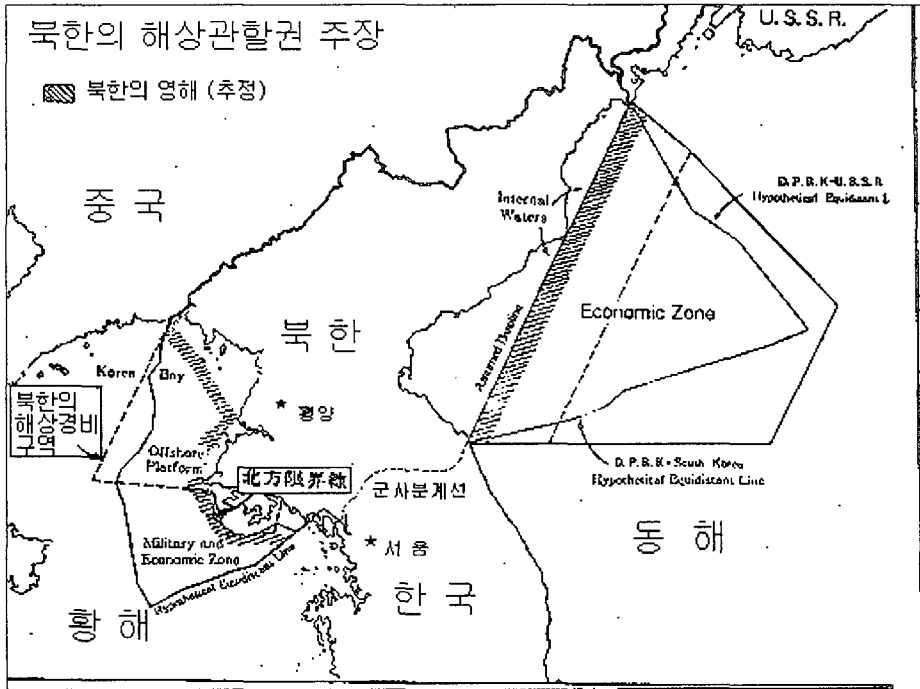 북한의 해상관할권 주장
북한의 영해 (추정)
U.S.S.R.
중국
Internal
Waters
D.P.R.K-U.S.S.R.
Hypothetical Equidistant L
Economic Zone
Assumed Baseline
북한
Korea Bay
평양
북한의
해상경비
구역
Offshore
Platform
北方限界線
군사분계선
D.P.R.K-South Korea
Hypothetical Equidistant Line
Military and
Economic Zone
Hypothetical Equidistant Line
서울
동해
한국
황해